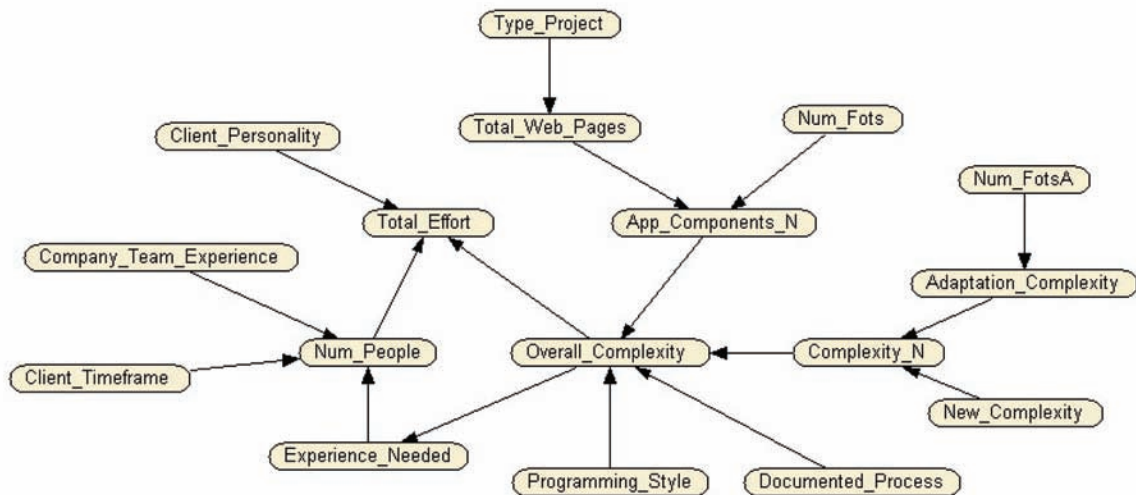 Type_Project
Client_Personality
Total_Web_Pages
Num_Fots
Num_FotsA
Total_Effort
App_Components_N
Company_Team_Experience
Adaptation_Complexity
Num_People
Overall_Complexity
Complexity_N
Client_Timeframe
New_Complexity
Experience_Needed
Programming_Style
Documented_Process